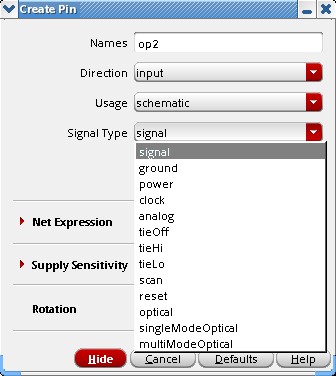 Create Pin
Names op2
Direction input
Usage schematic
Signal Type signal
signal
ground
power
clock
analog
tieOff
tieHi
tieLo
scan
reset
optical
singleModeOptical
multiModeOptical
Net Expression
Supply Sensitivity
Rotation
Hide Cancel Defaults Help